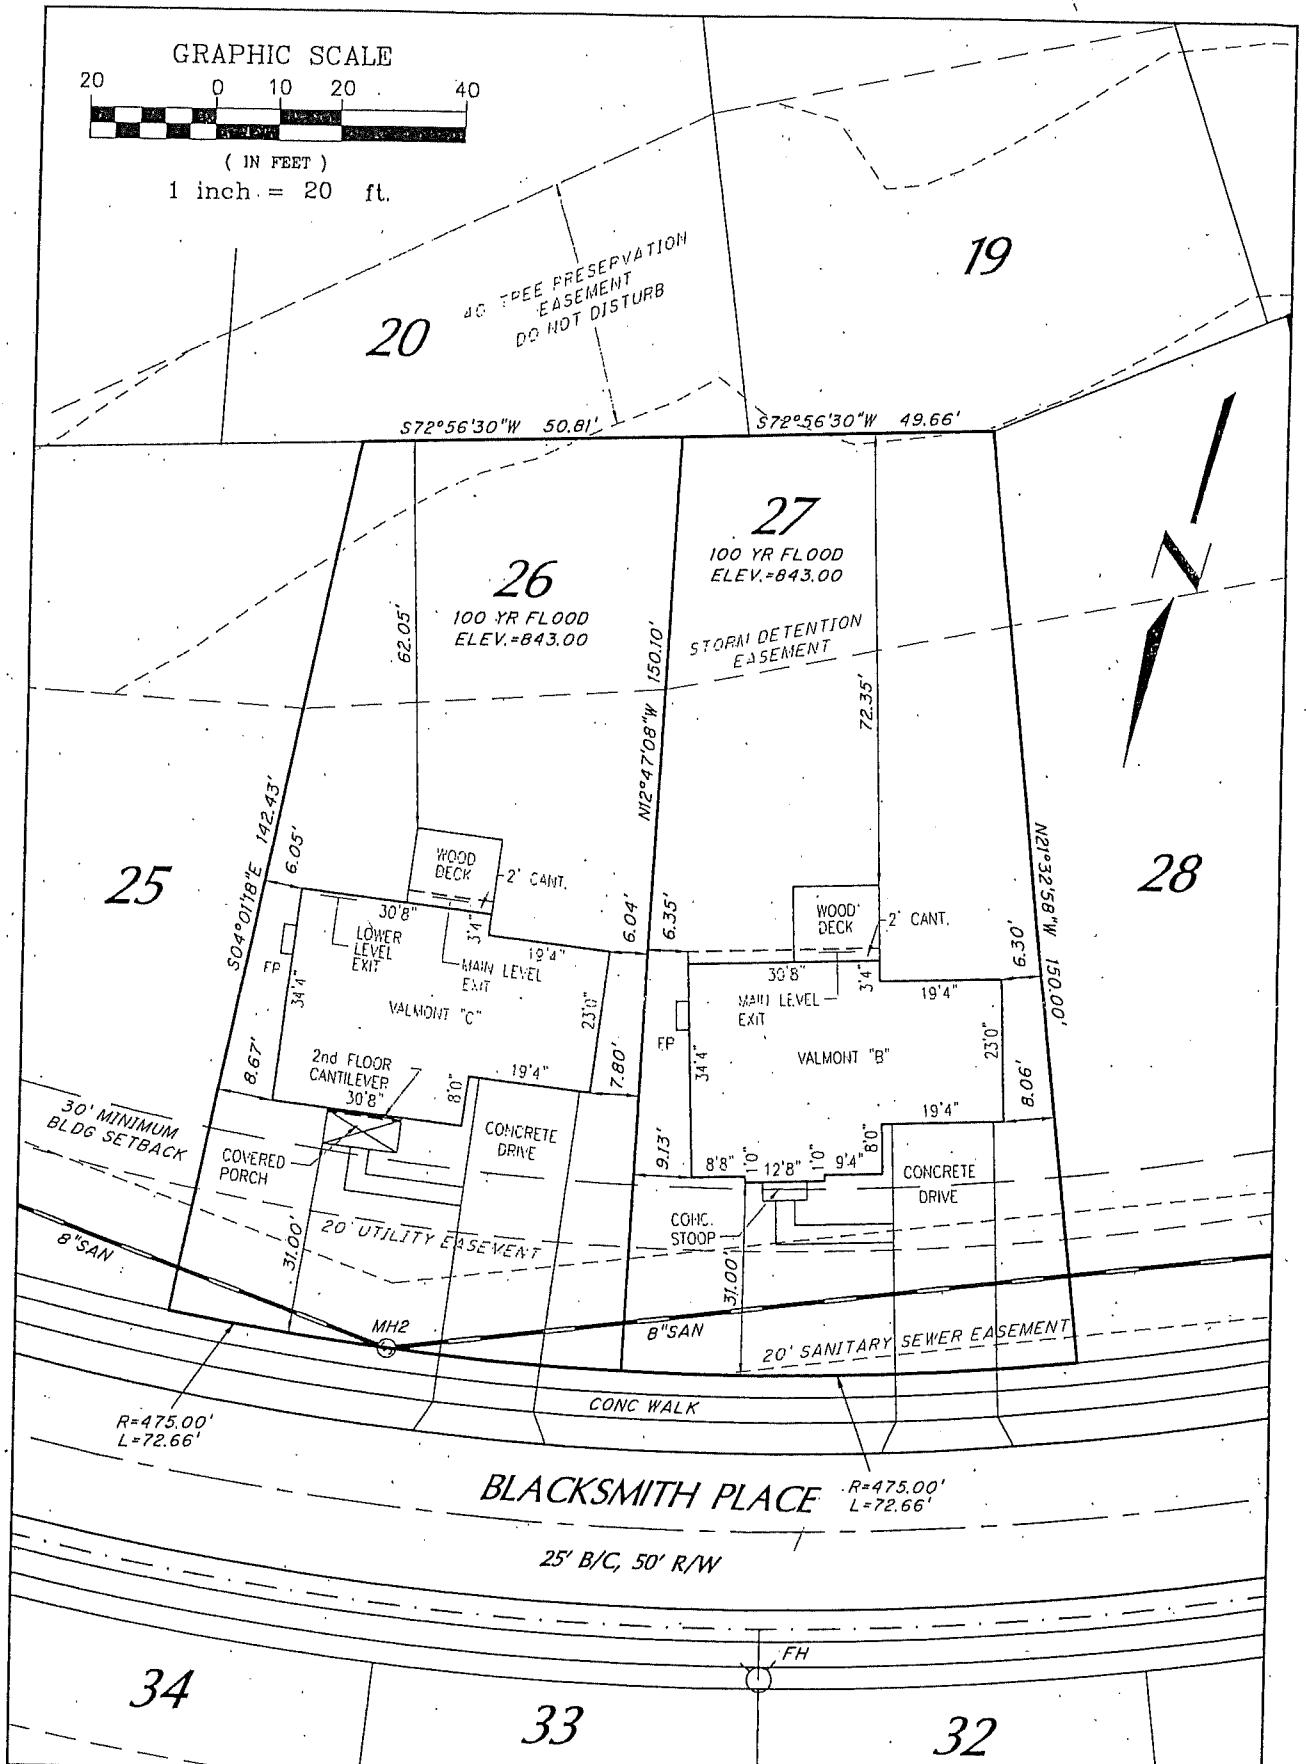 GRAPHIC SCALE
20 0 10 20 40
( IN FEET )
1 inch = 20 ft.
19
TREE PRESERVATION
EASEMENT
DO NOT DISTURB
20
S72°56'30"W 50.81'
S72°56'30"W 49.66'
27
100 YR FLOOD
ELEV.=843.00
26
100 YR FLOOD
ELEV.=843.00
62.05'
N12°47'08"W 150.10'
STORM DETENTION
EASEMENT
72.35'
N
25
S04°01'18"E 142.43'
6.05'
WOOD
DECK
2' CANT.
30'8"
3'4"
LOWER
LEVEL
EXIT
MAIN LEVEL
EXIT
19'4"
6.04'
6.35'
FP
34'4"
VALMONT "C"
23'0"
2nd FLOOR
CANTILEVER
30'8"
8'0"
19'4"
7.80'
8.67'
WOOD
DECK
2' CANT.
30'8"
3'4"
MAIN LEVEL
EXIT
19'4"
6.30'
N21°32'58"W 150.00'
28
FP
34'4"
VALMONT "B"
23'0"
19'4"
8.06'
30' MINIMUM
BLDG SETBACK
COVERED
PORCH
CONCRETE
DRIVE
9.13'
8'8"
1'0"
12'8"
1'0"
9'4"
8'0"
CONCRETE
DRIVE
CONC.
STOOP
8"SAN
31.00'
20' UTILITY EASEMENT
31.00'
MH2
8"SAN
20' SANITARY SEWER EASEMENT
CONC WALK
R=475.00'
L=72.66'
BLACKSMITH PLACE
R=475.00'
L=72.66'
25' B/C, 50' R/W
FH
34
33
32